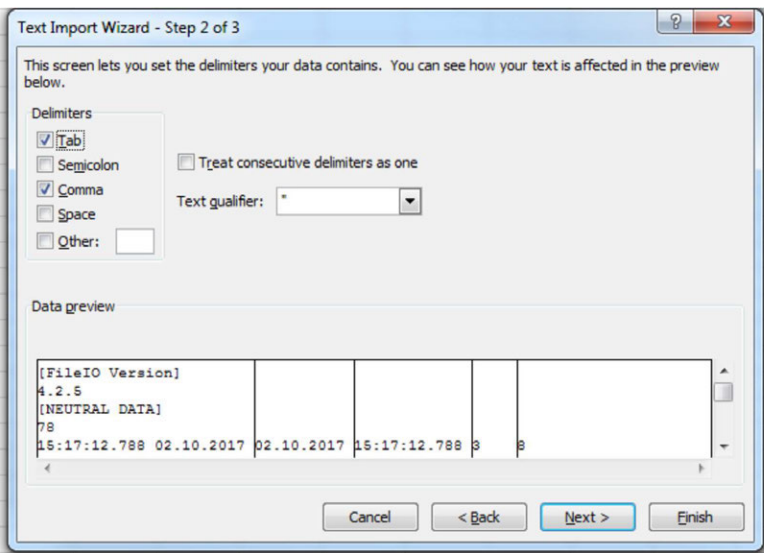 Text Import Wizard - Step 2 of 3
This screen lets you set the delimiters your data contains.  You can see how your text is affected in the preview
below.
Delimiters
Tab
Semicolon
Comma
Space
Other:
Treat consecutive delimiters as one
Text qualifier: "
Data preview
[FileIO Version]
4.2.5
[NEUTRAL DATA]
78
15:17:12.788 02.10.2017 02.10.2017 15:17:12.788 3 8
Cancel < Back Next > Finish